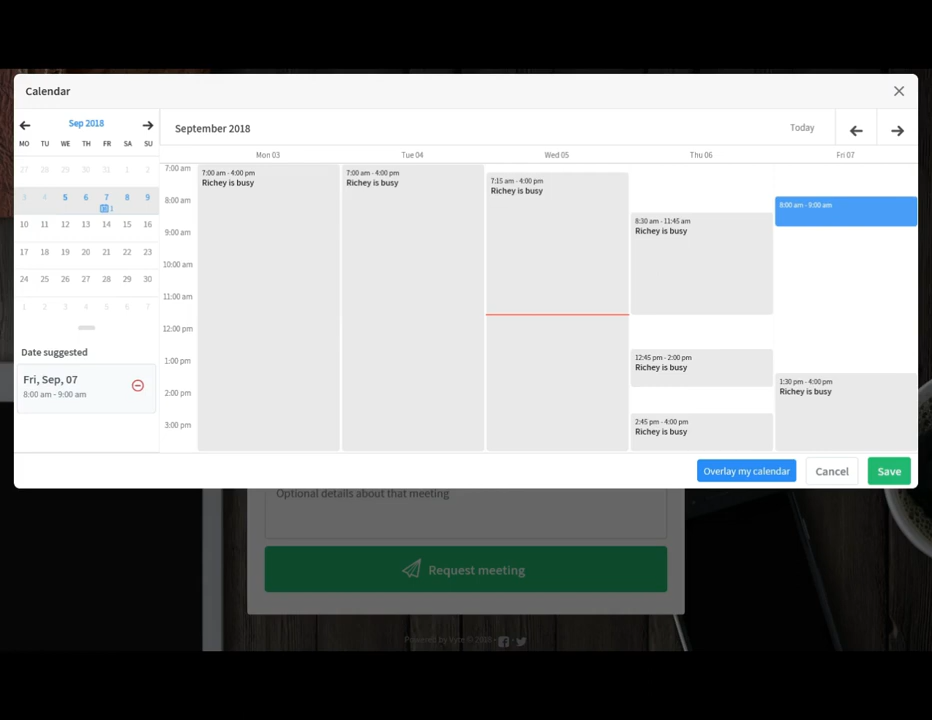 Calendar
Sep 2018
MO TU WE TH FR SA SU
27 28 29 30 31 1 2
3 4 5 6 7 8 9
1
10 11 12 13 14 15 16
17 18 19 20 21 22 23
24 25 26 27 28 29 30
1 2 3 4 5 6 7
Date suggested
Fri, Sep, 07
8:00 am - 9:00 am
September 2018
Today
Mon 03 Tue 04 Wed 05 Thu 06 Fri 07
7:00 am
8:00 am
9:00 am
10:00 am
11:00 am
12:00 pm
1:00 pm
2:00 pm
3:00 pm
7:00 am - 4:00 pm
Richey is busy
7:00 am - 4:00 pm
Richey is busy
7:15 am - 4:00 pm
Richey is busy
8:30 am - 11:45 am
Richey is busy
12:45 pm - 2:00 pm
Richey is busy
2:45 pm - 4:00 pm
Richey is busy
8:00 am - 9:00 am
1:30 pm - 4:00 pm
Richey is busy
Overlay my calendar
Cancel
Save
Optional details about that meeting
Request meeting
Powered by Vyte © 2018 -